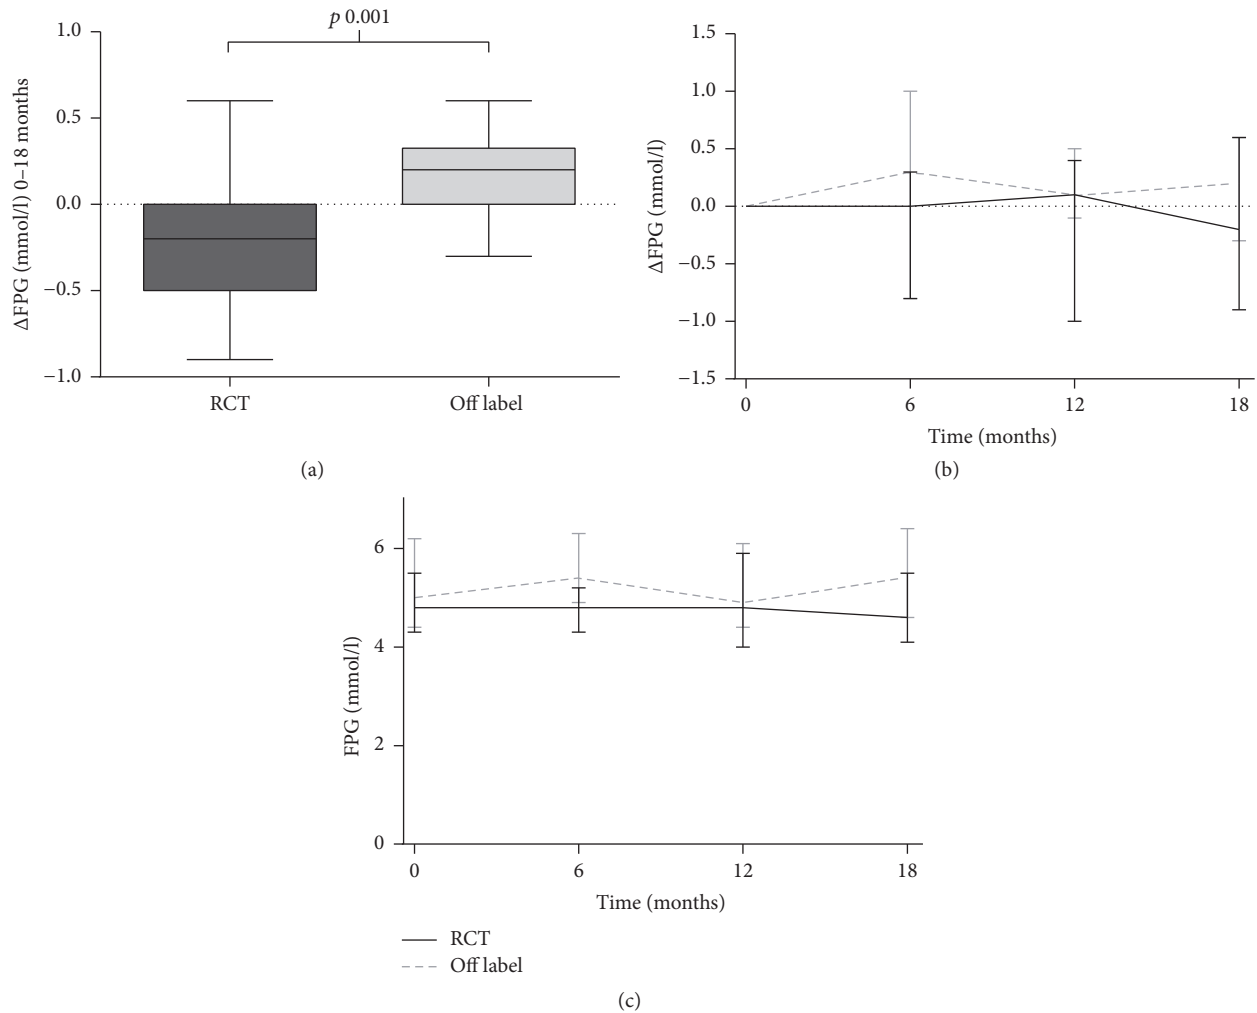 p 0.001
1.0
0.5
0.0
−0.5
−1.0
ΔFPG (mmol/l) 0–18 months
RCT
Off label
(a)
1.5
1.0
0.5
0.0
−0.5
−1.0
−1.5
ΔFPG (mmol/l)
0
6
12
18
Time (months)
(b)
6
4
2
0
FPG (mmol/l)
0
6
12
18
Time (months)
RCT
Off label
(c)